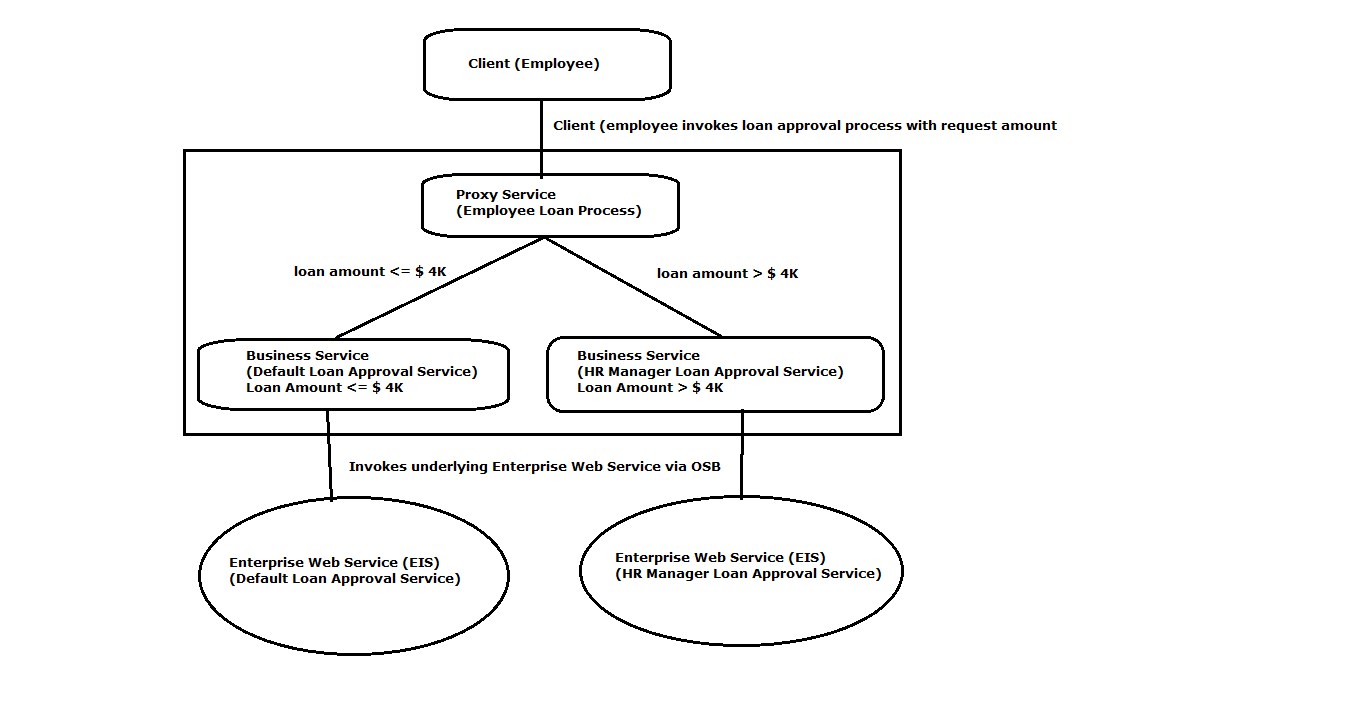 Client (Employee)
Client (employee invokes loan approval process with request amount
Proxy Service
(Employee Loan Process)
loan amount <= $ 4K
loan amount > $ 4K
Business Service
(Default Loan Approval Service)
Loan Amount <= $ 4K
Business Service
(HR Manager Loan Approval Service)
Loan Amount > $ 4K
Invokes underlying Enterprise Web Service via OSB
Enterprise Web Service (EIS)
(Default Loan Approval Service)
Enterprise Web Service (EIS)
(HR Manager Loan Approval Service)